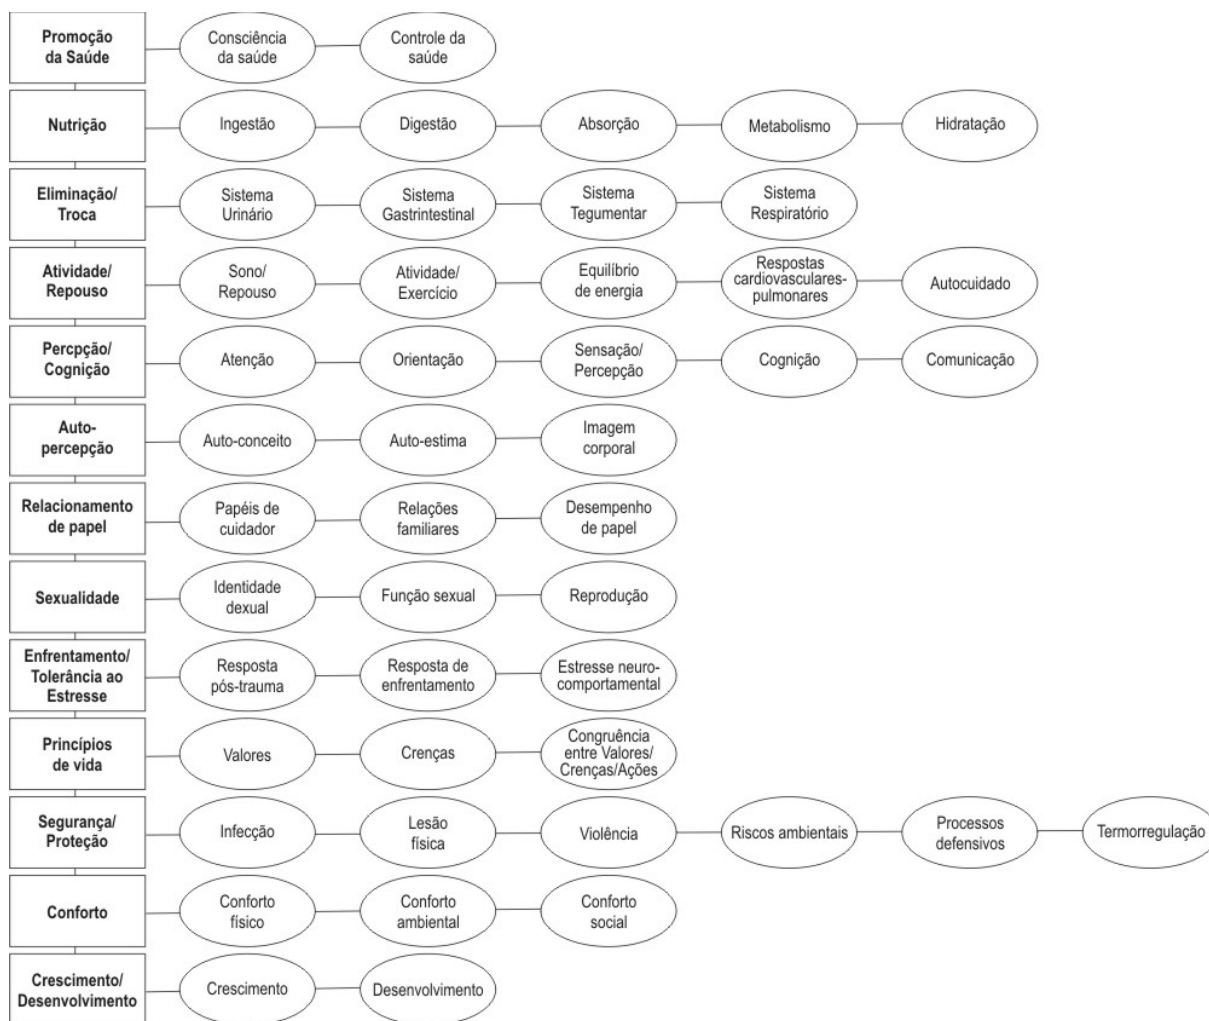 Promoção
da Saúde
Consciência
da saúde
Controle da
saúde
Nutrição
Ingestão
Digestão
Absorção
Metabolismo
Hidratação
Eliminação/
Troca
Sistema
Urinário
Sistema
Gastrintestinal
Sistema
Tegumentar
Sistema
Respiratório
Atividade/
Repouso
Sono/
Repouso
Atividade/
Exercício
Equilíbrio
de energia
Respostas
cardiovasculares-
pulmonares
Autocuidado
Percpção/
Cognição
Atenção
Orientação
Sensação/
Percepção
Cognição
Comunicação
Auto-
percepção
Auto-conceito
Auto-estima
Imagem
corporal
Relacionamento
de papel
Papéis de
cuidador
Relações
familiares
Desempenho
de papel
Sexualidade
Identidade
dexual
Função sexual
Reprodução
Enfrentamento/
Tolerância ao
Estresse
Resposta
pós-trauma
Resposta de
enfrentamento
Estresse neuro-
comportamental
Princípios
de vida
Valores
Crenças
Congruência
entre Valores/
Crenças/Ações
Segurança/
Proteção
Infecção
Lesão
física
Violência
Riscos ambientais
Processos
defensivos
Termorregulação
Conforto
Conforto
físico
Conforto
ambiental
Conforto
social
Crescimento/
Desenvolvimento
Crescimento
Desenvolvimento